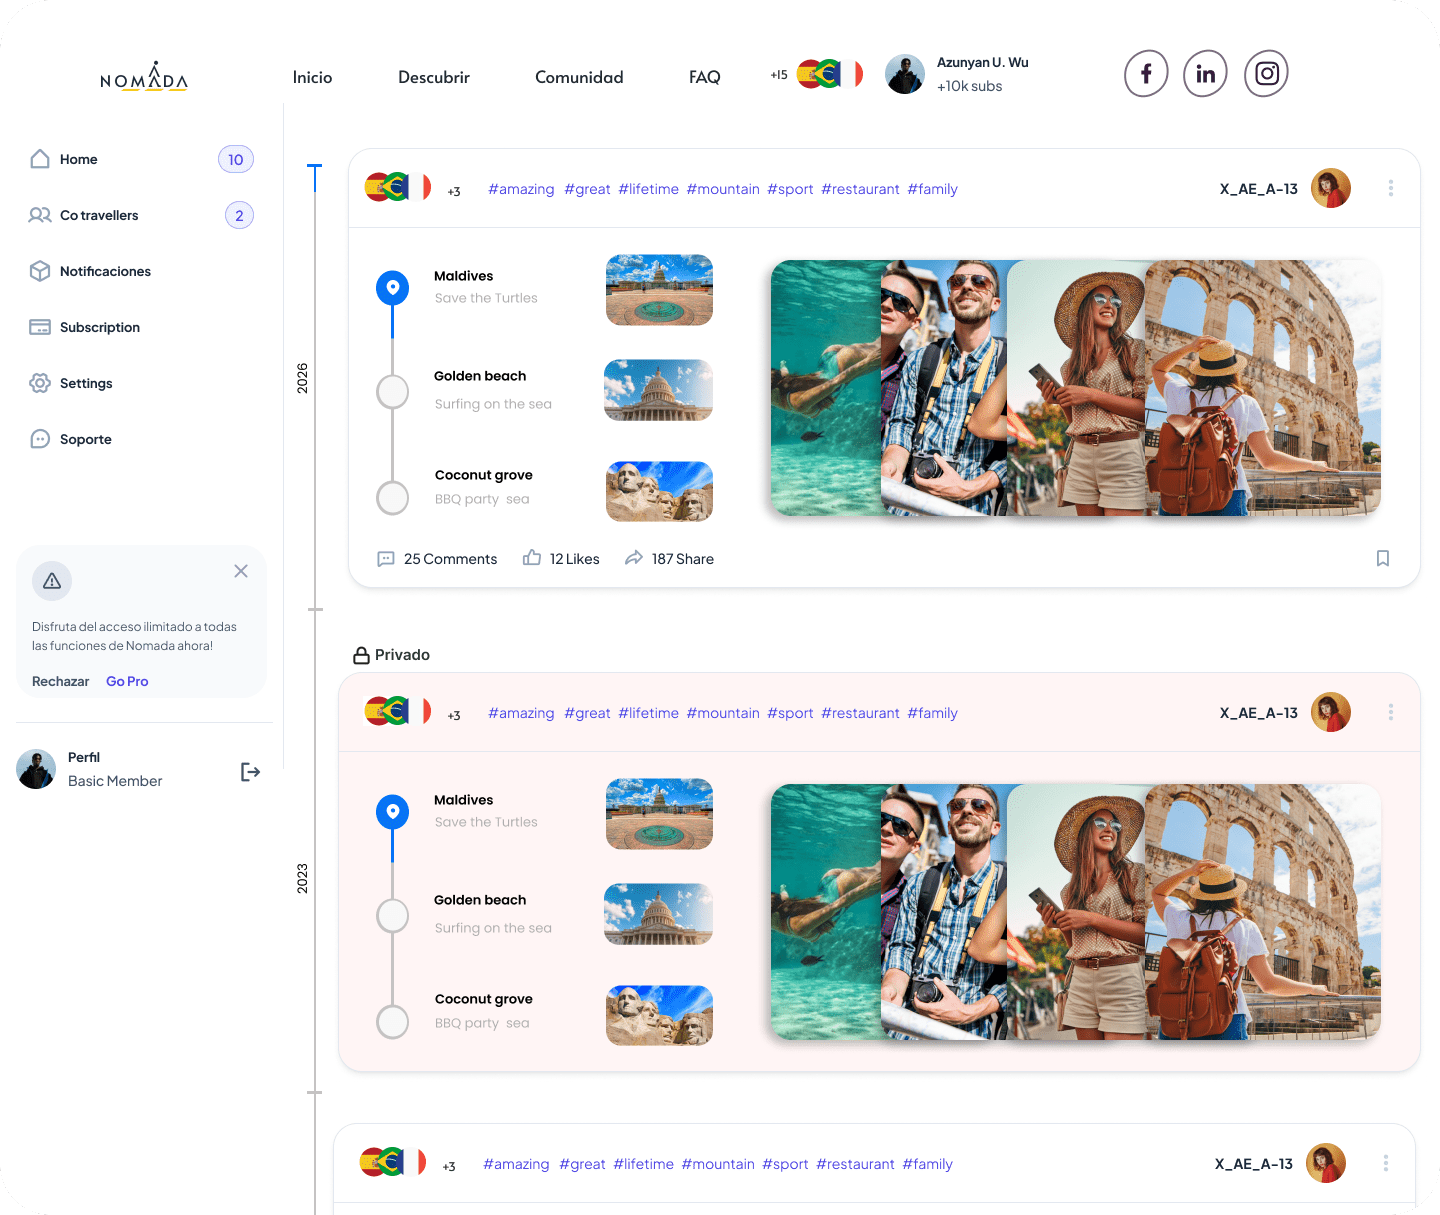 NOMADA
Inicio
Descubrir
Comunidad
FAQ
+15
Azunyan U. Wu
+10k subs
Home
10
Co travellers
2
Notificaciones
Subscription
Settings
Soporte
Disfruta del acceso ilimitado a todas
las funciones de Nomada ahora!
Rechazar Go Pro
Perfil
Basic Member
2026
+3
#amazing #great #lifetime #mountain #sport #restaurant #family
X_AE_A-13
Maldives
Save the Turtles
Golden beach
Surfing on the sea
Coconut grove
BBQ party sea
25 Comments
12 Likes
187 Share
Privado
2023
+3
#amazing #great #lifetime #mountain #sport #restaurant #family
X_AE_A-13
Maldives
Save the Turtles
Golden beach
Surfing on the sea
Coconut grove
BBQ party sea
+3
#amazing #great #lifetime #mountain #sport #restaurant #family
X_AE_A-13